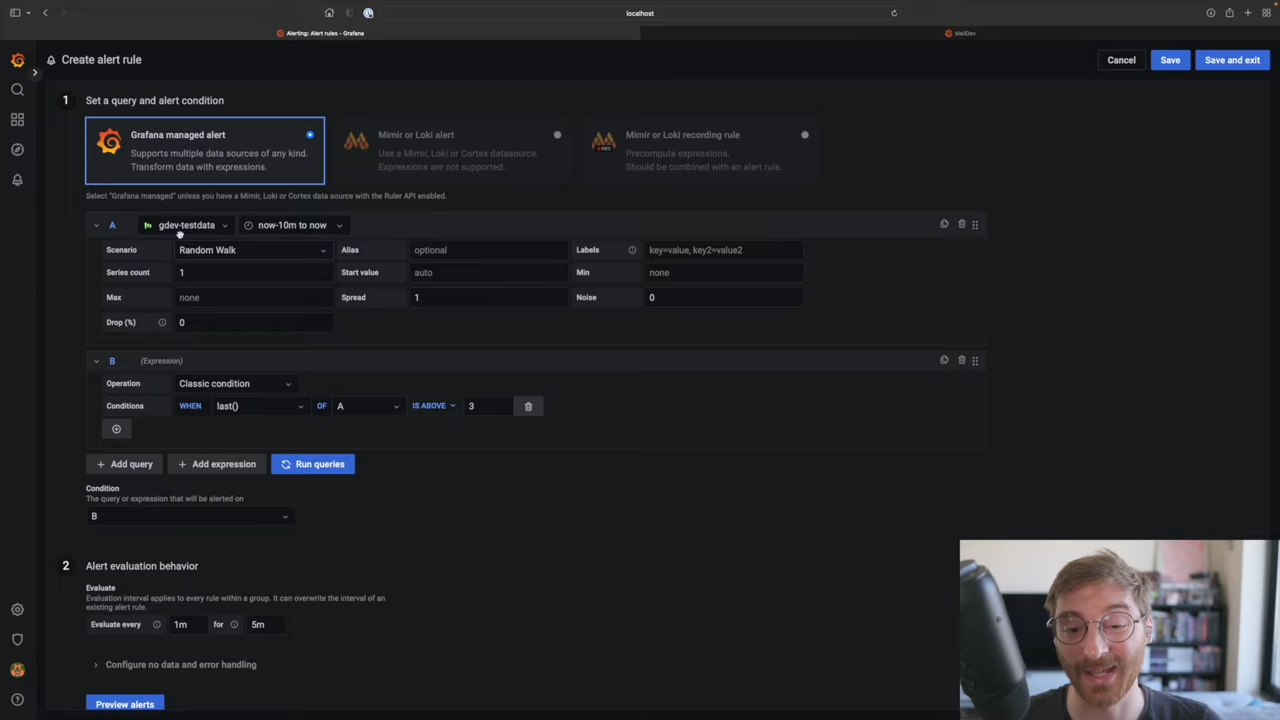 localhost
Alerting: Alert rules - Grafana
MailDev
Create alert rule
Cancel
Save
Save and exit
1
Set a query and alert condition
Grafana managed alert
Supports multiple data sources of any kind.
Transform data with expressions.
Mimir or Loki alert
Use a Mimir, Loki or Cortex datasource.
Expressions are not supported.
REC
Mimir or Loki recording rule
Precompute expressions.
Should be combined with an alert rule.
Select "Grafana managed" unless you have a Mimir, Loki or Cortex data source with the Ruler API enabled.
A
gdev-testdata
now-10m to now
Scenario
Random Walk
Alias
optional
Labels
key=value, key2=value2
Series count
1
Start value
auto
Min
none
Max
none
Spread
1
Noise
0
Drop (%)
0
B
(Expression)
Operation
Classic condition
Conditions
WHEN
last()
OF
A
IS ABOVE
3
+ Add query
+ Add expression
Run queries
Condition
The query or expression that will be alerted on
B
2
Alert evaluation behavior
Evaluate
Evaluation interval applies to every rule within a group. It can overwrite the interval of an
existing alert rule.
Evaluate every
1m
for
5m
Configure no data and error handling
Preview alerts